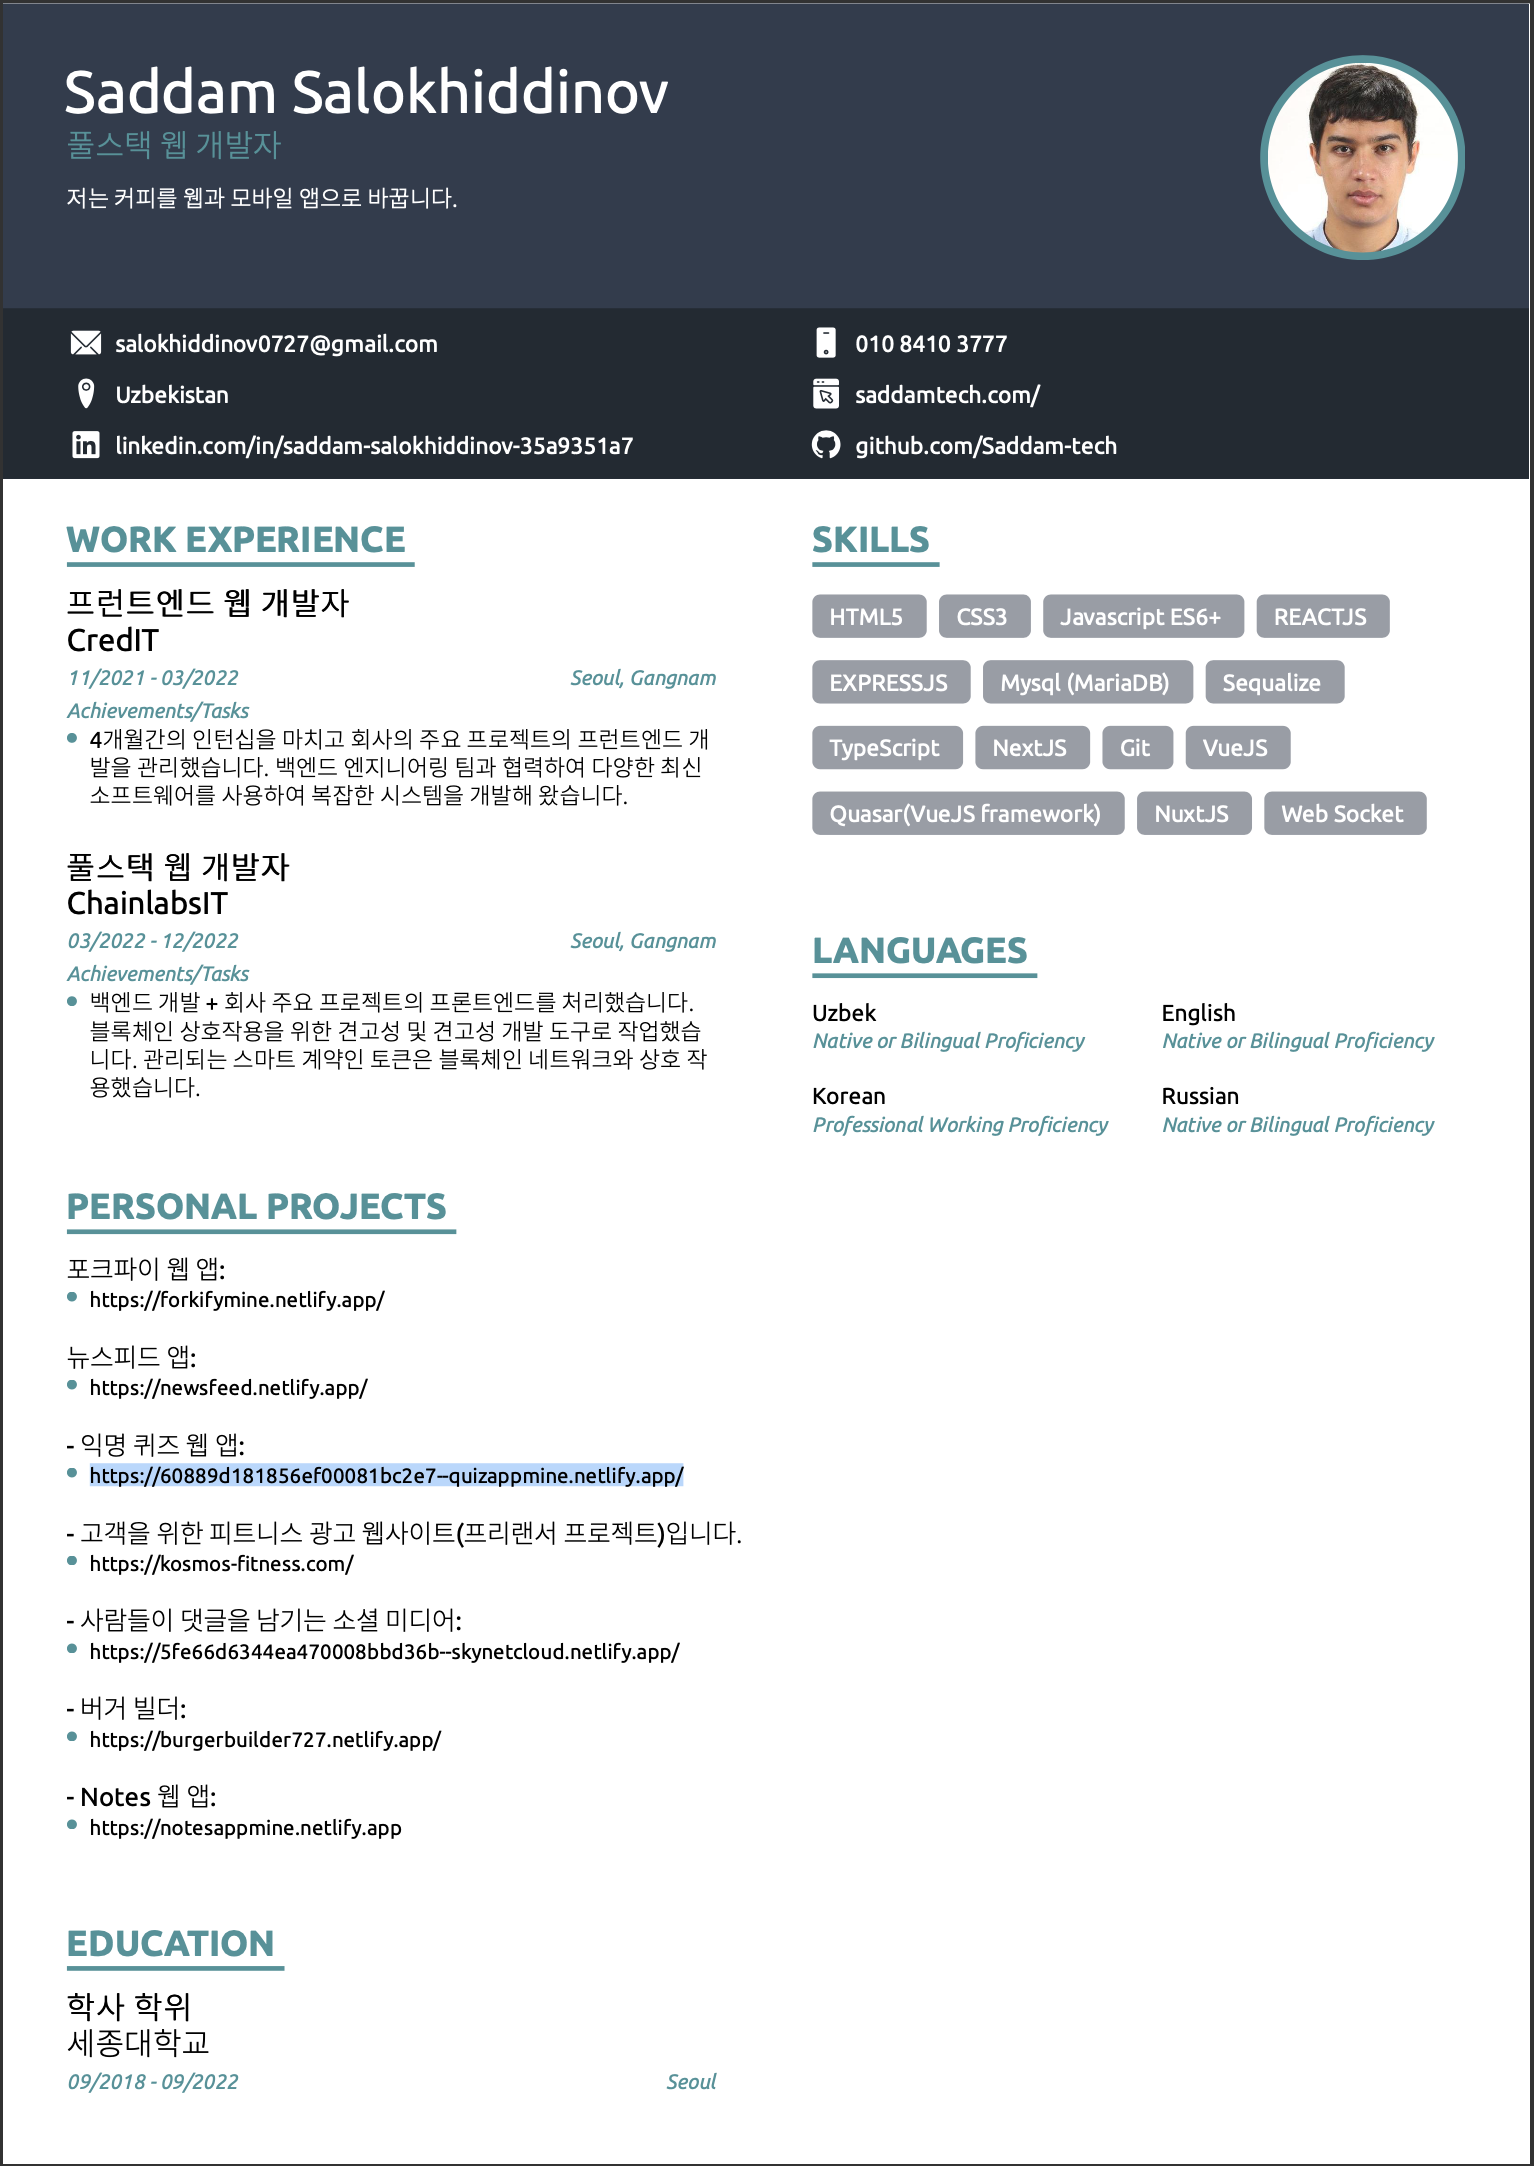 Saddam Salokhiddinov
풀스택 웹 개발자
저는 커피를 웹과 모바일 앱으로 바꿉니다.
salokhiddinov0727@gmail.com
010 8410 3777
Uzbekistan
saddamtech.com/
linkedin.com/in/saddam-salokhiddinov-35a9351a7
github.com/Saddam-tech
WORK EXPERIENCE
프런트엔드 웹 개발자
CredIT
11/2021 - 03/2022
Seoul, Gangnam
Achievements/Tasks
4개월간의 인턴십을 마치고 회사의 주요 프로젝트의 프런트엔드 개
발을 관리했습니다. 백엔드 엔지니어링 팀과 협력하여 다양한 최신
소프트웨어를 사용하여 복잡한 시스템을 개발해 왔습니다.
풀스택 웹 개발자
ChainlabsIT
03/2022 - 12/2022
Seoul, Gangnam
Achievements/Tasks
백엔드 개발 + 회사 주요 프로젝트의 프론트엔드를 처리했습니다.
블록체인 상호작용을 위한 견고성 및 견고성 개발 도구로 작업했습
니다. 관리되는 스마트 계약인 토큰은 블록체인 네트워크와 상호 작
용했습니다.
PERSONAL PROJECTS
포크파이 웹 앱:
https://forkifymine.netlify.app/
뉴스피드 앱:
https://newsfeed.netlify.app/
- 익명 퀴즈 웹 앱:
https://60889d181856ef00081bc2e7--quizappmine.netlify.app/
- 고객을 위한 피트니스 광고 웹사이트(프리랜서 프로젝트)입니다.
https://kosmos-fitness.com/
- 사람들이 댓글을 남기는 소셜 미디어:
https://5fe66d6344ea470008bbd36b--skynetcloud.netlify.app/
- 버거 빌더:
https://burgerbuilder727.netlify.app/
- Notes 웹 앱:
https://notesappmine.netlify.app
EDUCATION
학사 학위
세종대학교
09/2018 - 09/2022
Seoul
SKILLS
HTML5 CSS3 Javascript ES6+ REACTJS
EXPRESSJS Mysql (MariaDB) Sequalize
TypeScript NextJS Git VueJS
Quasar(VueJS framework) NuxtJS Web Socket
LANGUAGES
Uzbek
Native or Bilingual Proficiency
English
Native or Bilingual Proficiency
Korean
Professional Working Proficiency
Russian
Native or Bilingual Proficiency